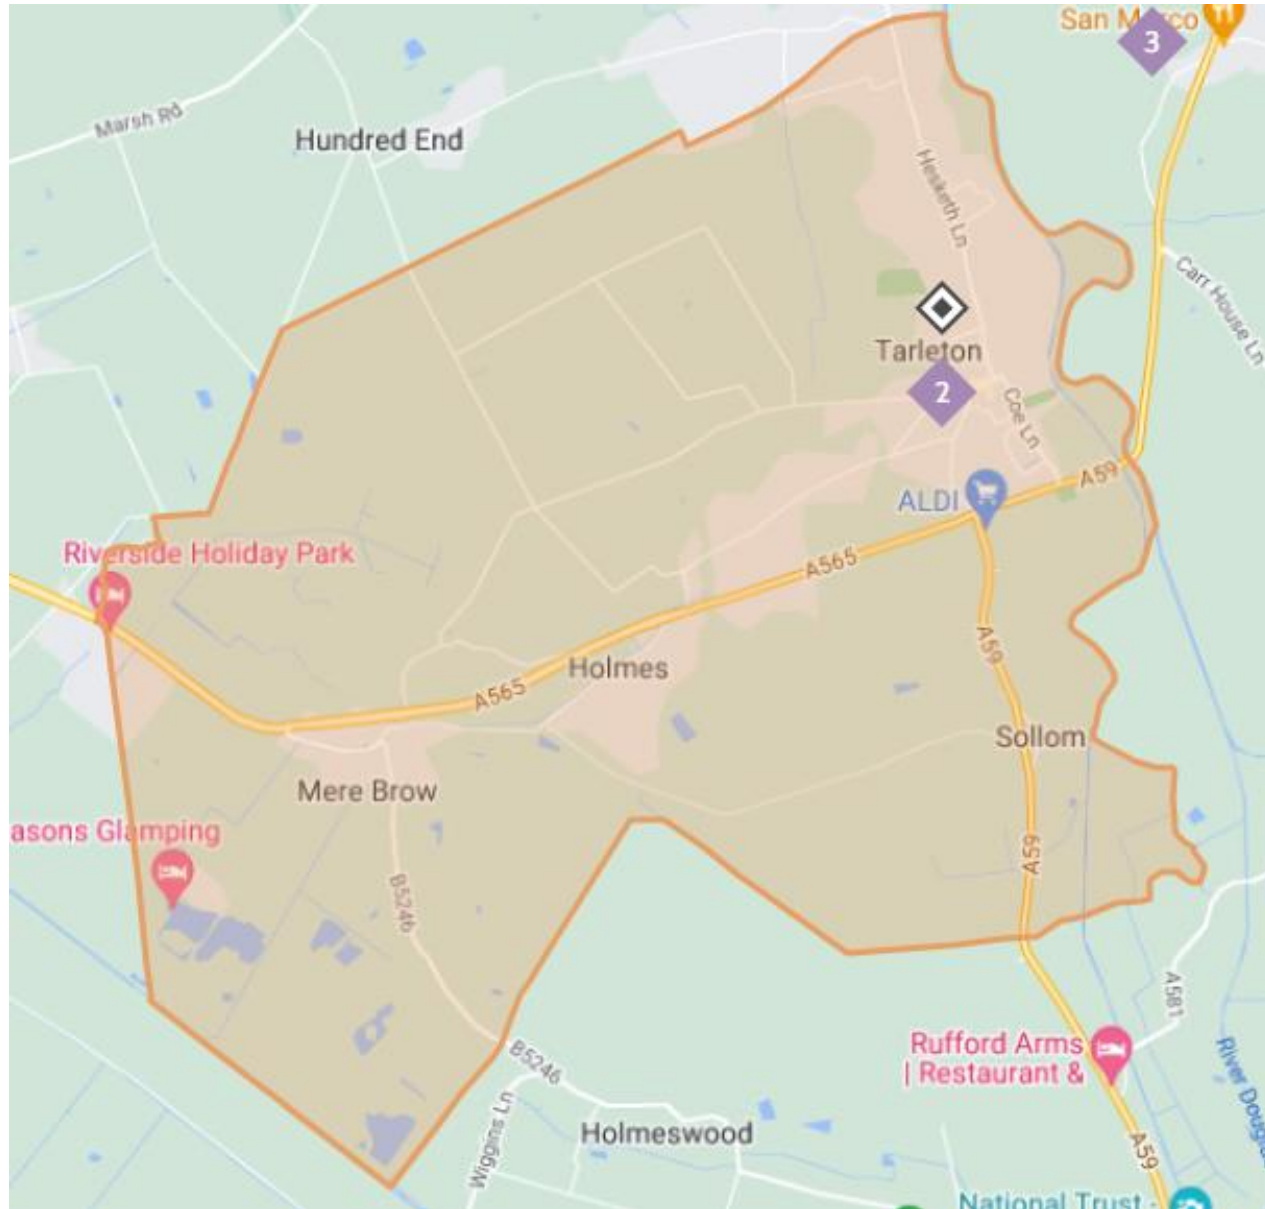 San M rco
3
Marsh Rd
Hundred End
Hesketh Ln
Carr House Ln
Tarleton
2
Coe Ln
A59
ALDI
Riverside Holiday Park
A565
A59
Holmes
A565
Sollom
Mere Brow
asons Glamping
A59
B5246
A581
Rufford Arms
| Restaurant &
B5246
River Dougla
Wiggins Ln
Holmeswood
A59
National Trust -